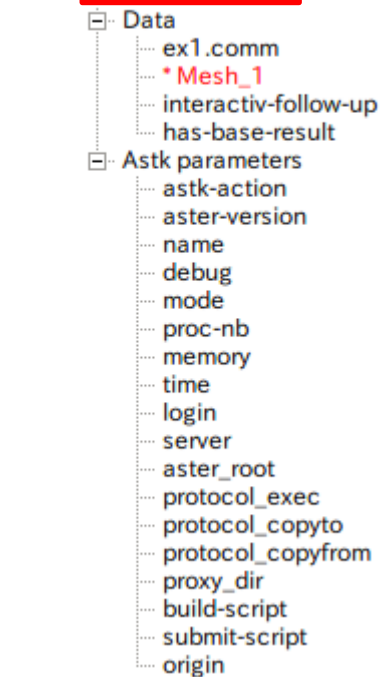 Data
ex1.comm
* Mesh_1
interactiv-follow-up
has-base-result
Astk parameters
astk-action
aster-version
name
debug
mode
proc-nb
memory
time
login
server
aster_root
protocol_exec
protocol_copyto
protocol_copyfrom
proxy_dir
build-script
submit-script
origin